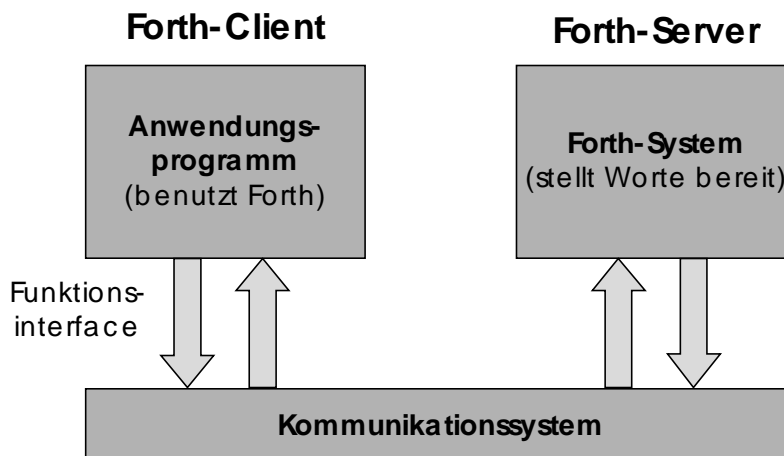 Forth-Client
Forth-Server
Anwendungs-
programm
(benutzt Forth)
Forth-System
(stellt Worte bereit)
Funktions-
interface
Kommunikationssystem